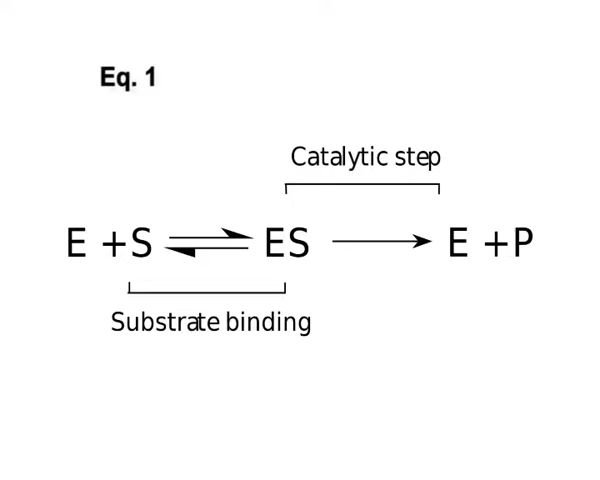 Eq. 1
Catalytic step
E + S ⇌ ES → E + P
Substrate binding